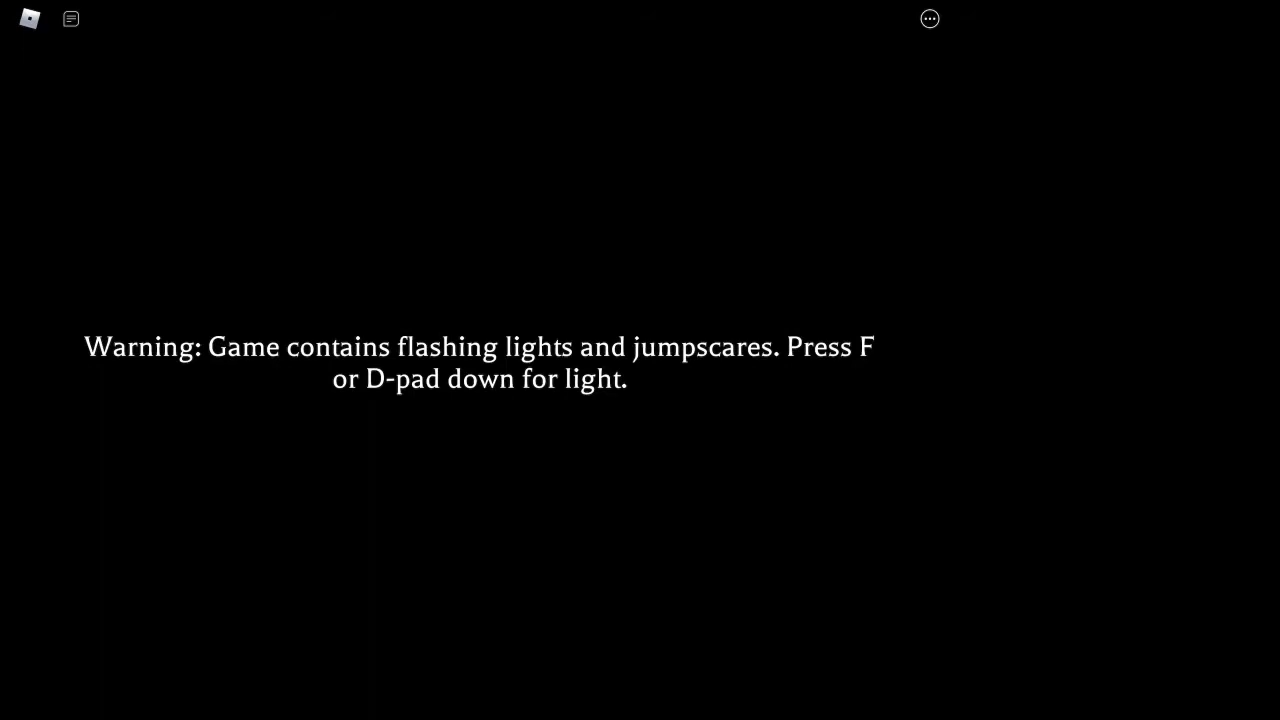 Warning: Game contains flashing lights and jumpscares. Press F
or D-pad down for light.